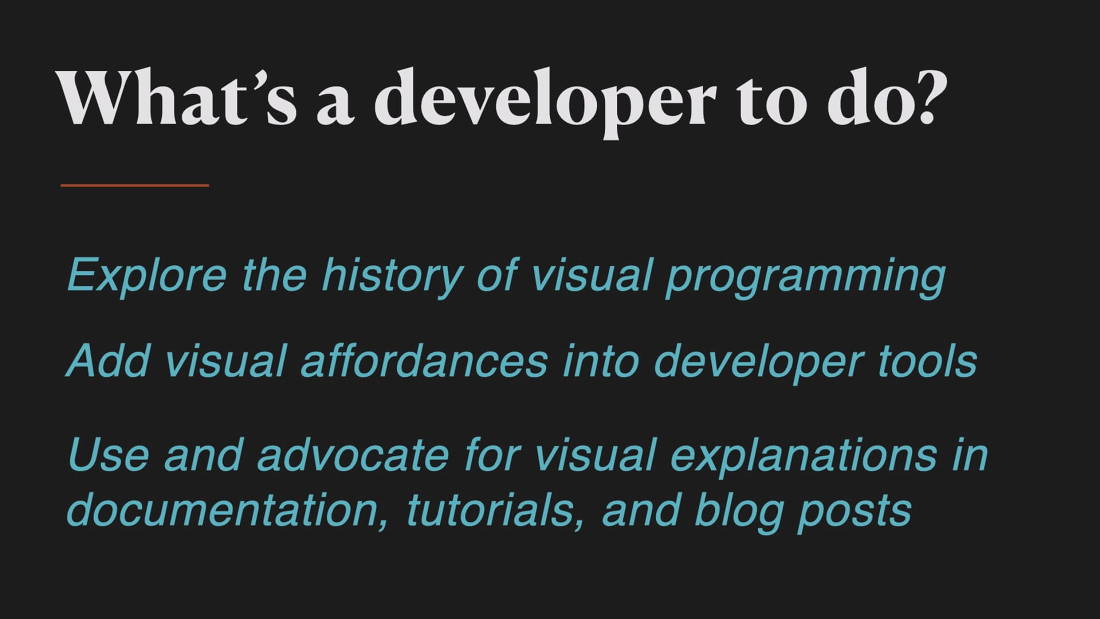 What’s a developer to do?
Explore the history of visual programming
Add visual affordances into developer tools
Use and advocate for visual explanations in
documentation, tutorials, and blog posts